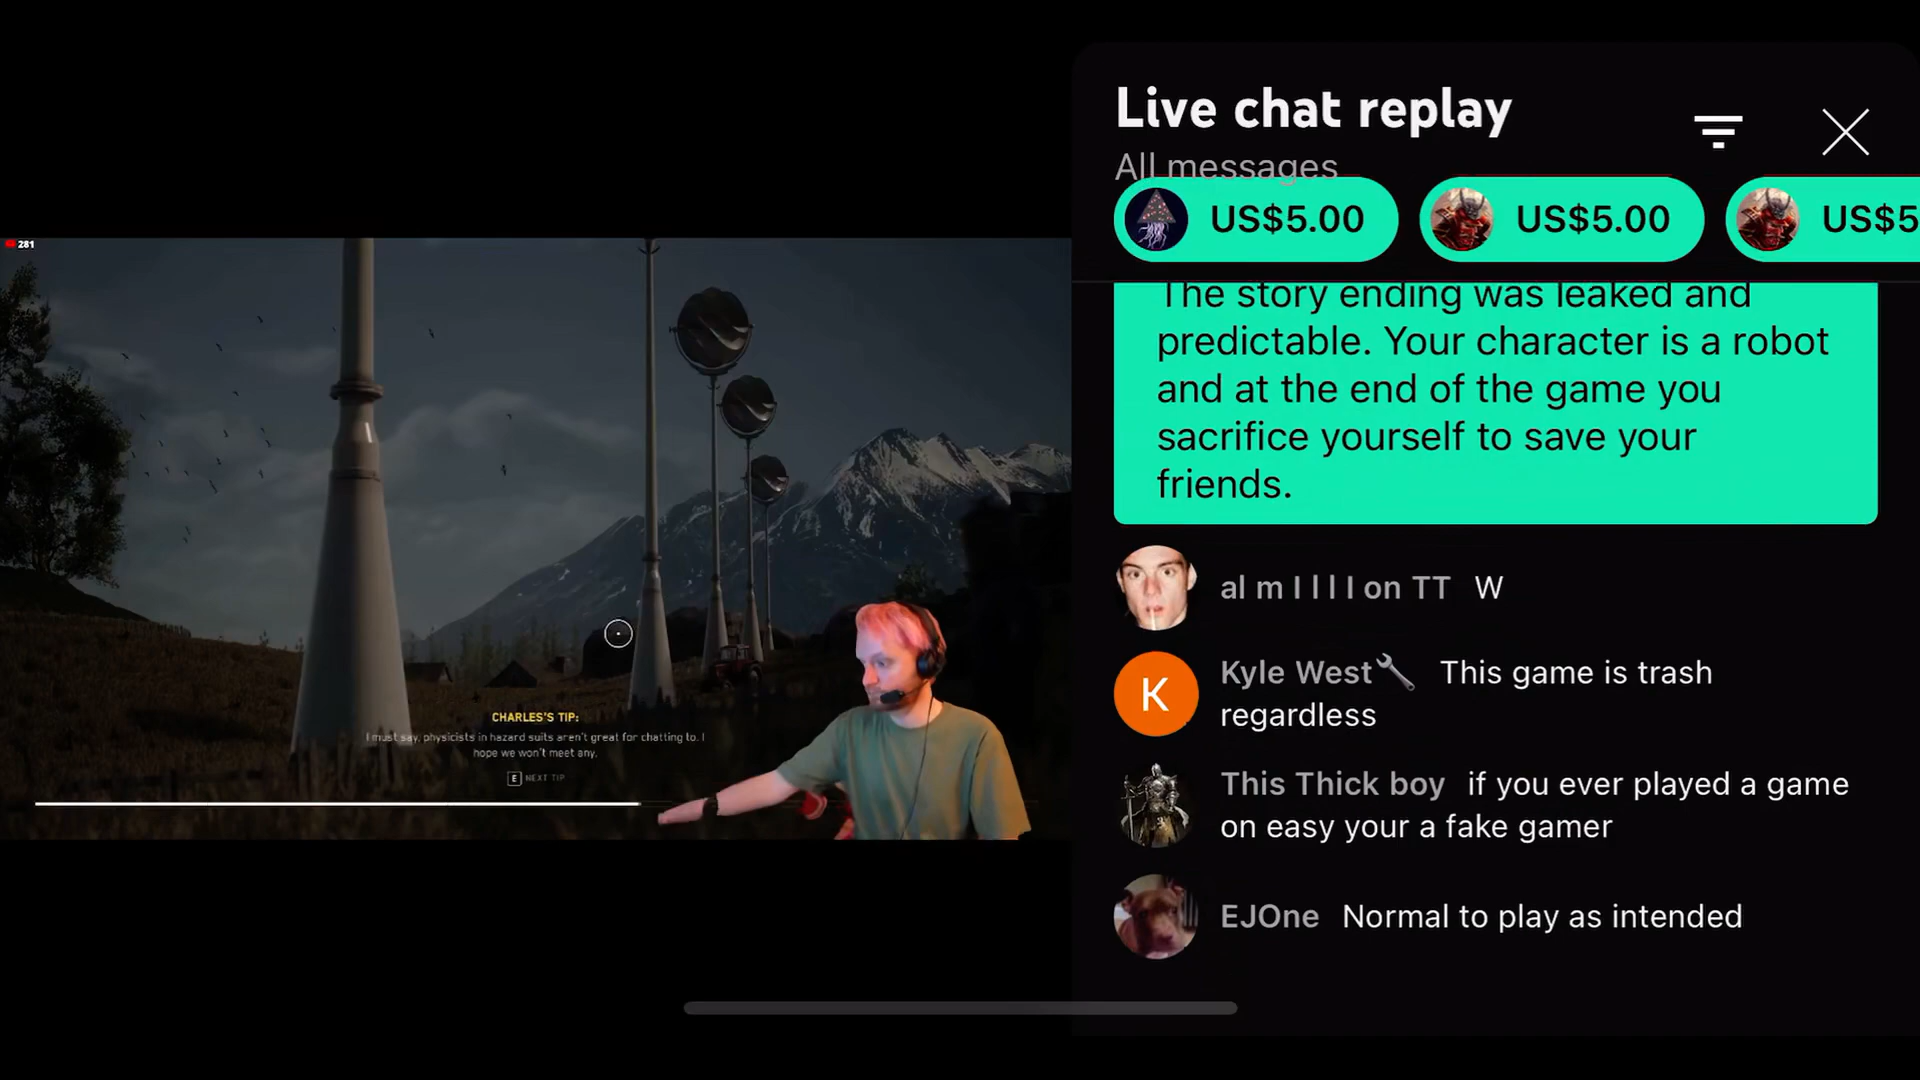 Live chat replay
All messages
US$5.00
US$5.00
US$5
The story ending was leaked and
predictable. Your character is a robot
and at the end of the game you
sacrifice yourself to save your
friends.
al m I l l I on TT W
K
Kyle West🔧 This game is trash
regardless
This Thick boy if you ever played a game
on easy your a fake gamer
EJOne Normal to play as intended
281
CHARLES'S TIP:
I must say, physicists in hazard suits aren't great for chatting to. I
hope we won't meet any.
E NEXT TIP